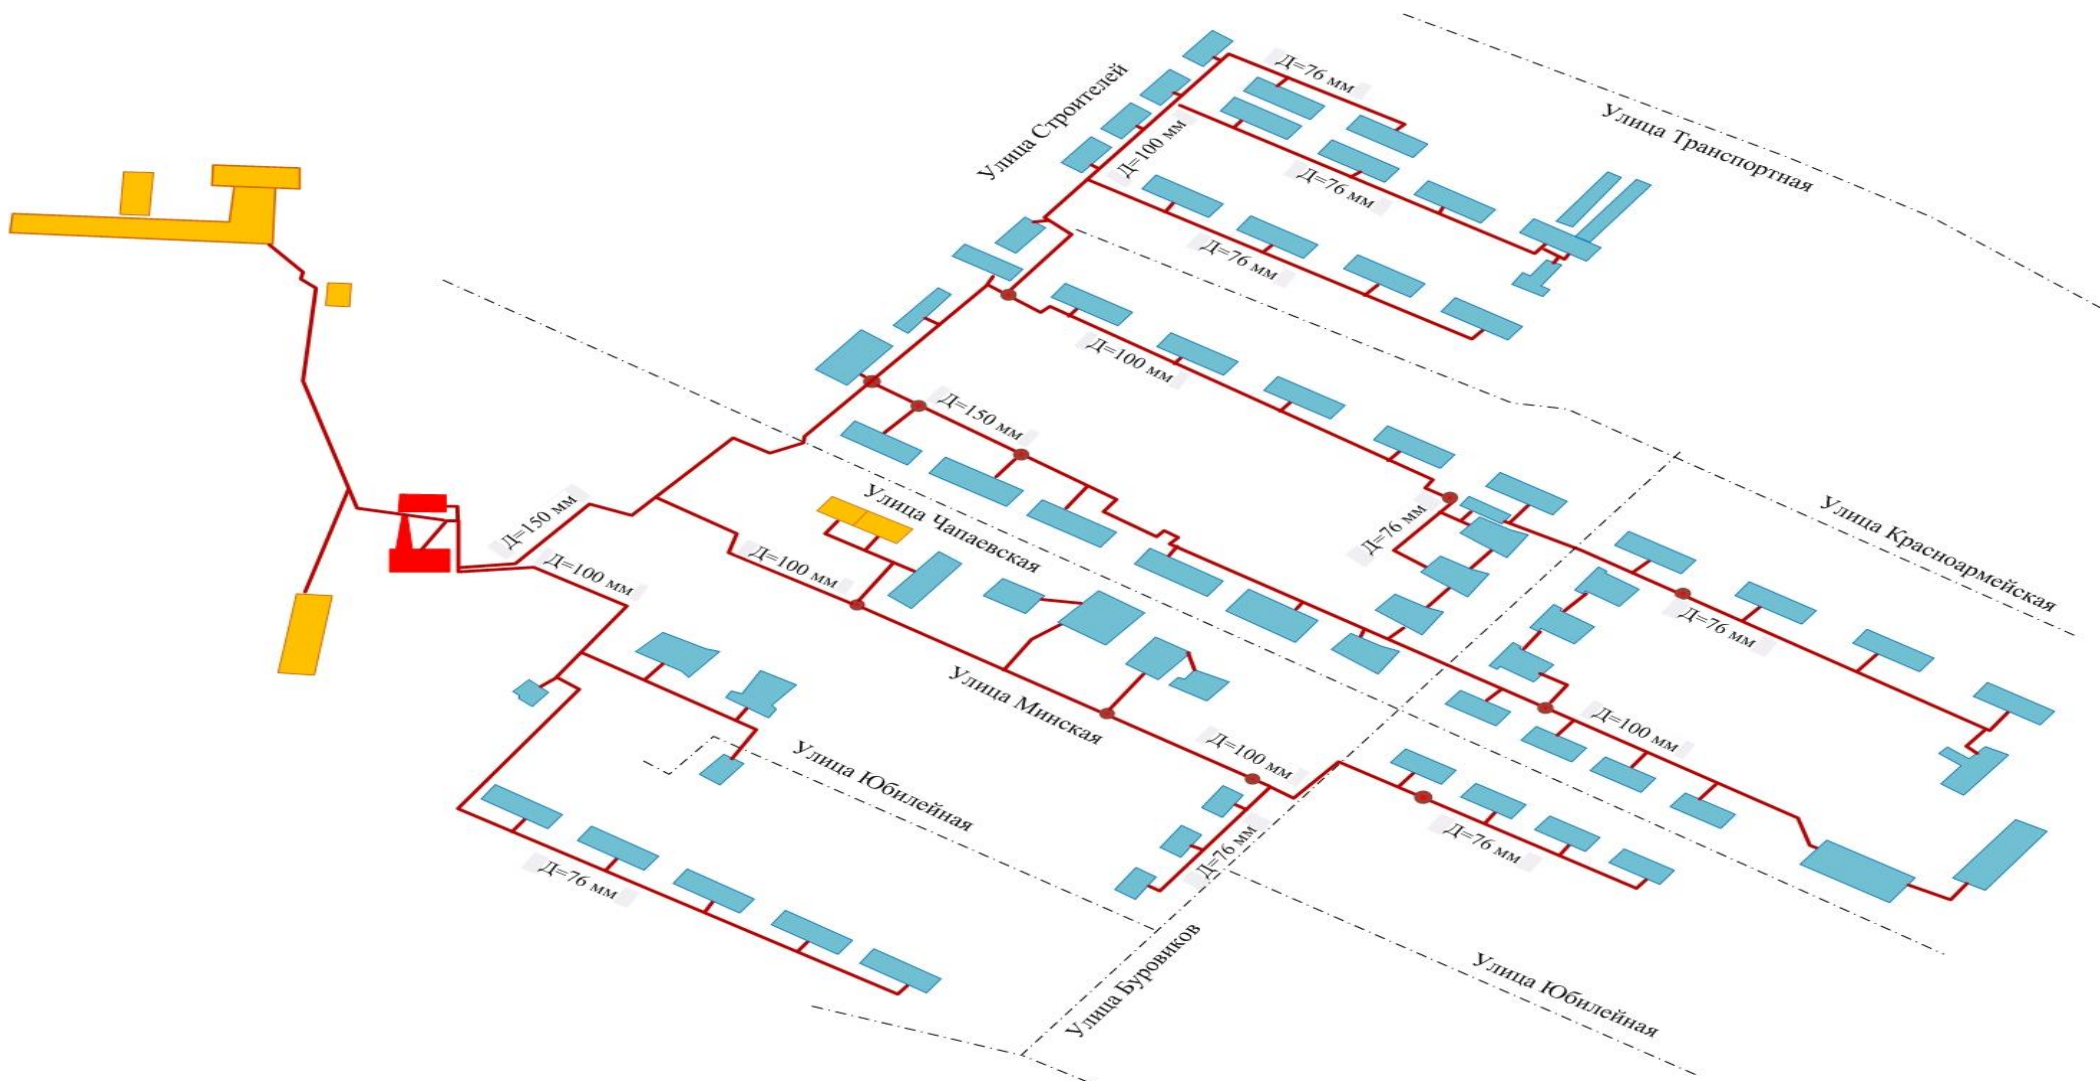 Д=76 мм
Улица Строителей
Улица Транспортная
Д=100 мм
Д=76 мм
Д=76 мм
Д=100 мм
Д=150 мм
Улица Чапаевская
Д=76 мм
Д=150 мм
Улица Красноармейская
Д=100 мм
Д=100 мм
Д=76 мм
Улица Минская
Д=100 мм
Д=100 мм
Улица Юбилейная
Д=76 мм
Д=76 мм
Д=76 мм
Улица Буровиков
Улица Юбилейная